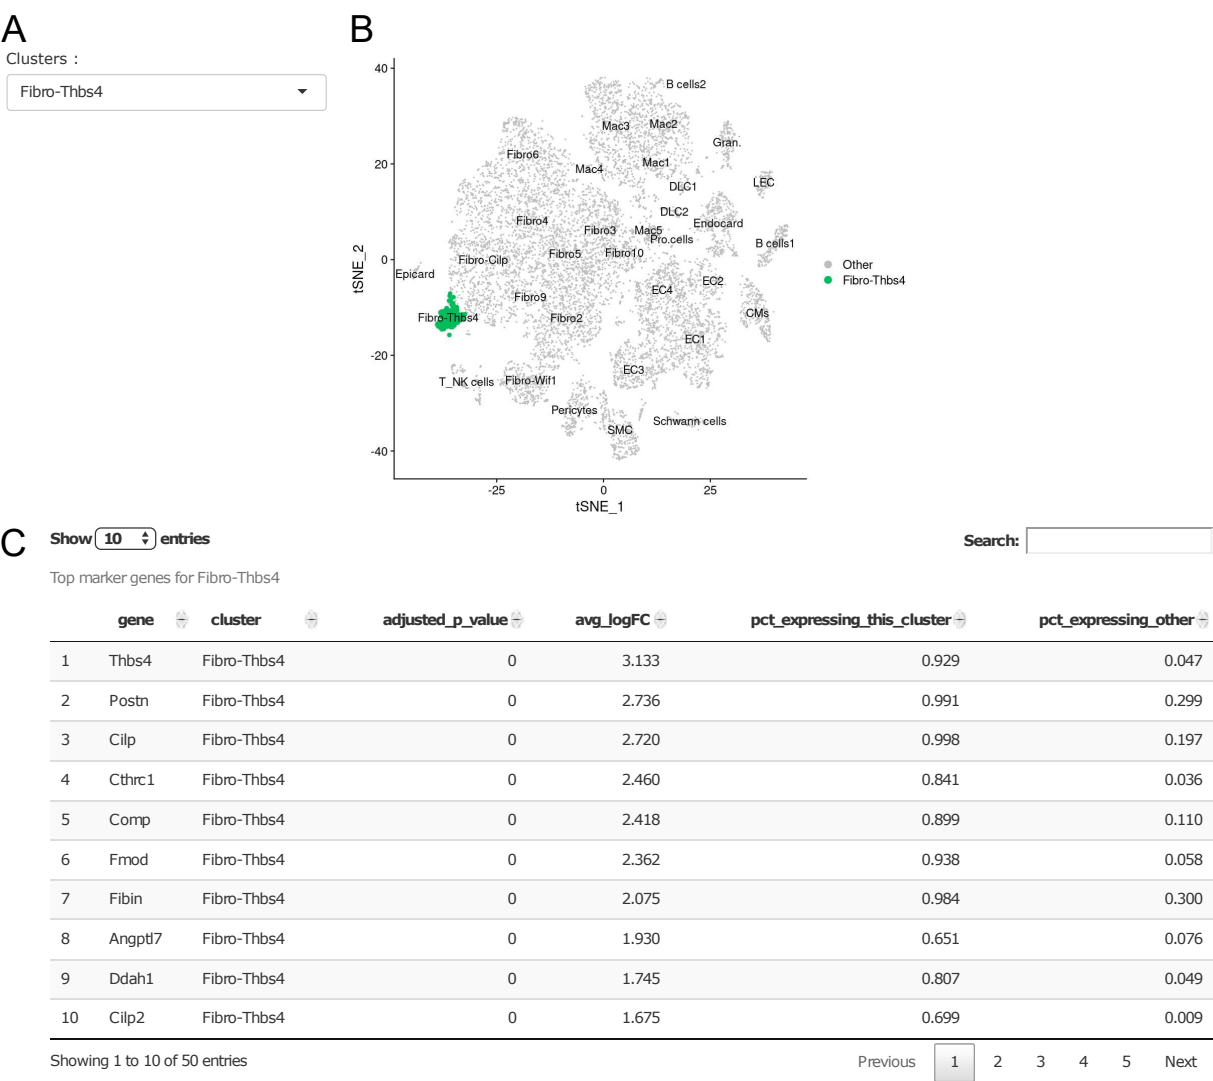 A
Clusters :
Fibro-Thbs4
B
40
20
0
-20
-40
tSNE_2
-25
0
25
tSNE_1
B cells2
Mac3
Mac2
Gran.
Fibro6
Mac4
Mac1
DLC1
LEC
DLC2
Fibro4
Endocard
Fibro3
Mac5
Pro.cells
B cells1
Fibro5
Fibro10
Fibro-Cilp
Epicard
EC2
EC4
Fibro9
Fibro-Thbs4
Fibro2
CMs
EC1
EC3
T_NK cells
Fibro-Wif1
Pericytes
Schwann cells
SMC
Other
Fibro-Thbs4
C
Show 10 entries
Search:
Top marker genes for Fibro-Thbs4
gene cluster adjusted_p_value avg_logFC pct_expressing_this_cluster pct_expressing_other
1 Thbs4 Fibro-Thbs4 0 3.133 0.929 0.047
2 Postn Fibro-Thbs4 0 2.736 0.991 0.299
3 Cilp Fibro-Thbs4 0 2.720 0.998 0.197
4 Cthrc1 Fibro-Thbs4 0 2.460 0.841 0.036
5 Comp Fibro-Thbs4 0 2.418 0.899 0.110
6 Fmod Fibro-Thbs4 0 2.362 0.938 0.058
7 Fibin Fibro-Thbs4 0 2.075 0.984 0.300
8 Angptl7 Fibro-Thbs4 0 1.930 0.651 0.076
9 Ddah1 Fibro-Thbs4 0 1.745 0.807 0.049
10 Cilp2 Fibro-Thbs4 0 1.675 0.699 0.009
Showing 1 to 10 of 50 entries
Previous 1 2 3 4 5 Next